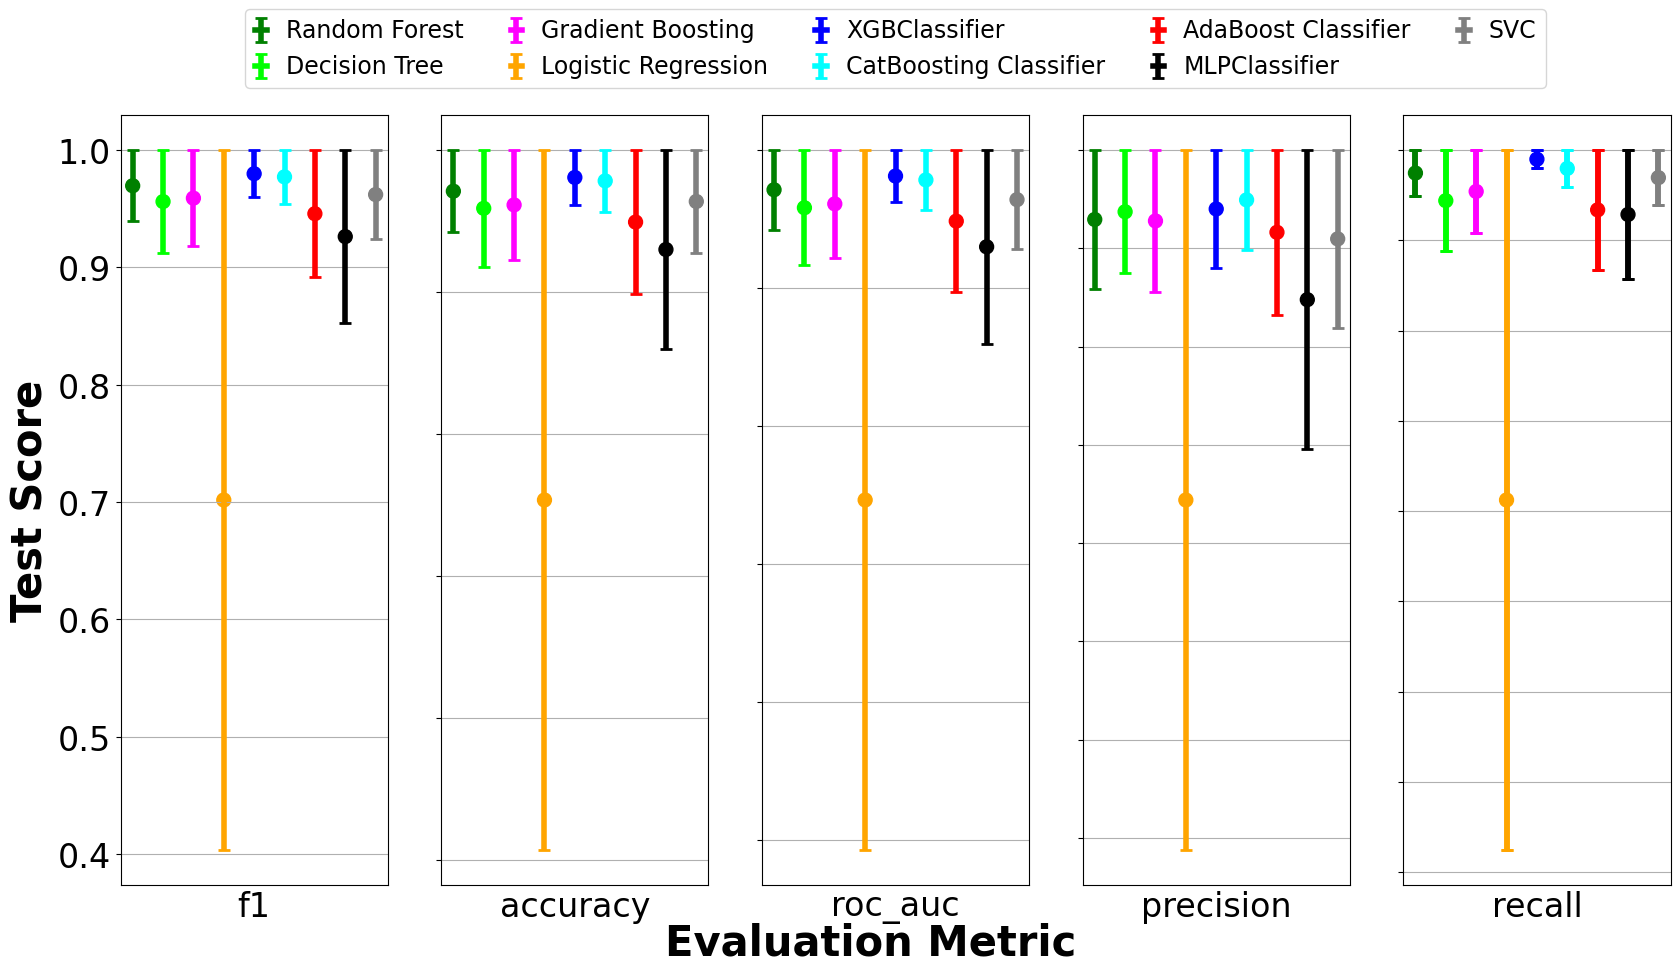 Random Forest Gradient Boosting XGBClassifier AdaBoost Classifier SVC
Decision Tree Logistic Regression CatBoosting Classifier MLPClassifier
1.0
0.9
0.8
0.7
0.6
0.5
0.4
Test Score
f1 accuracy roc_auc precision recall
Evaluation Metric